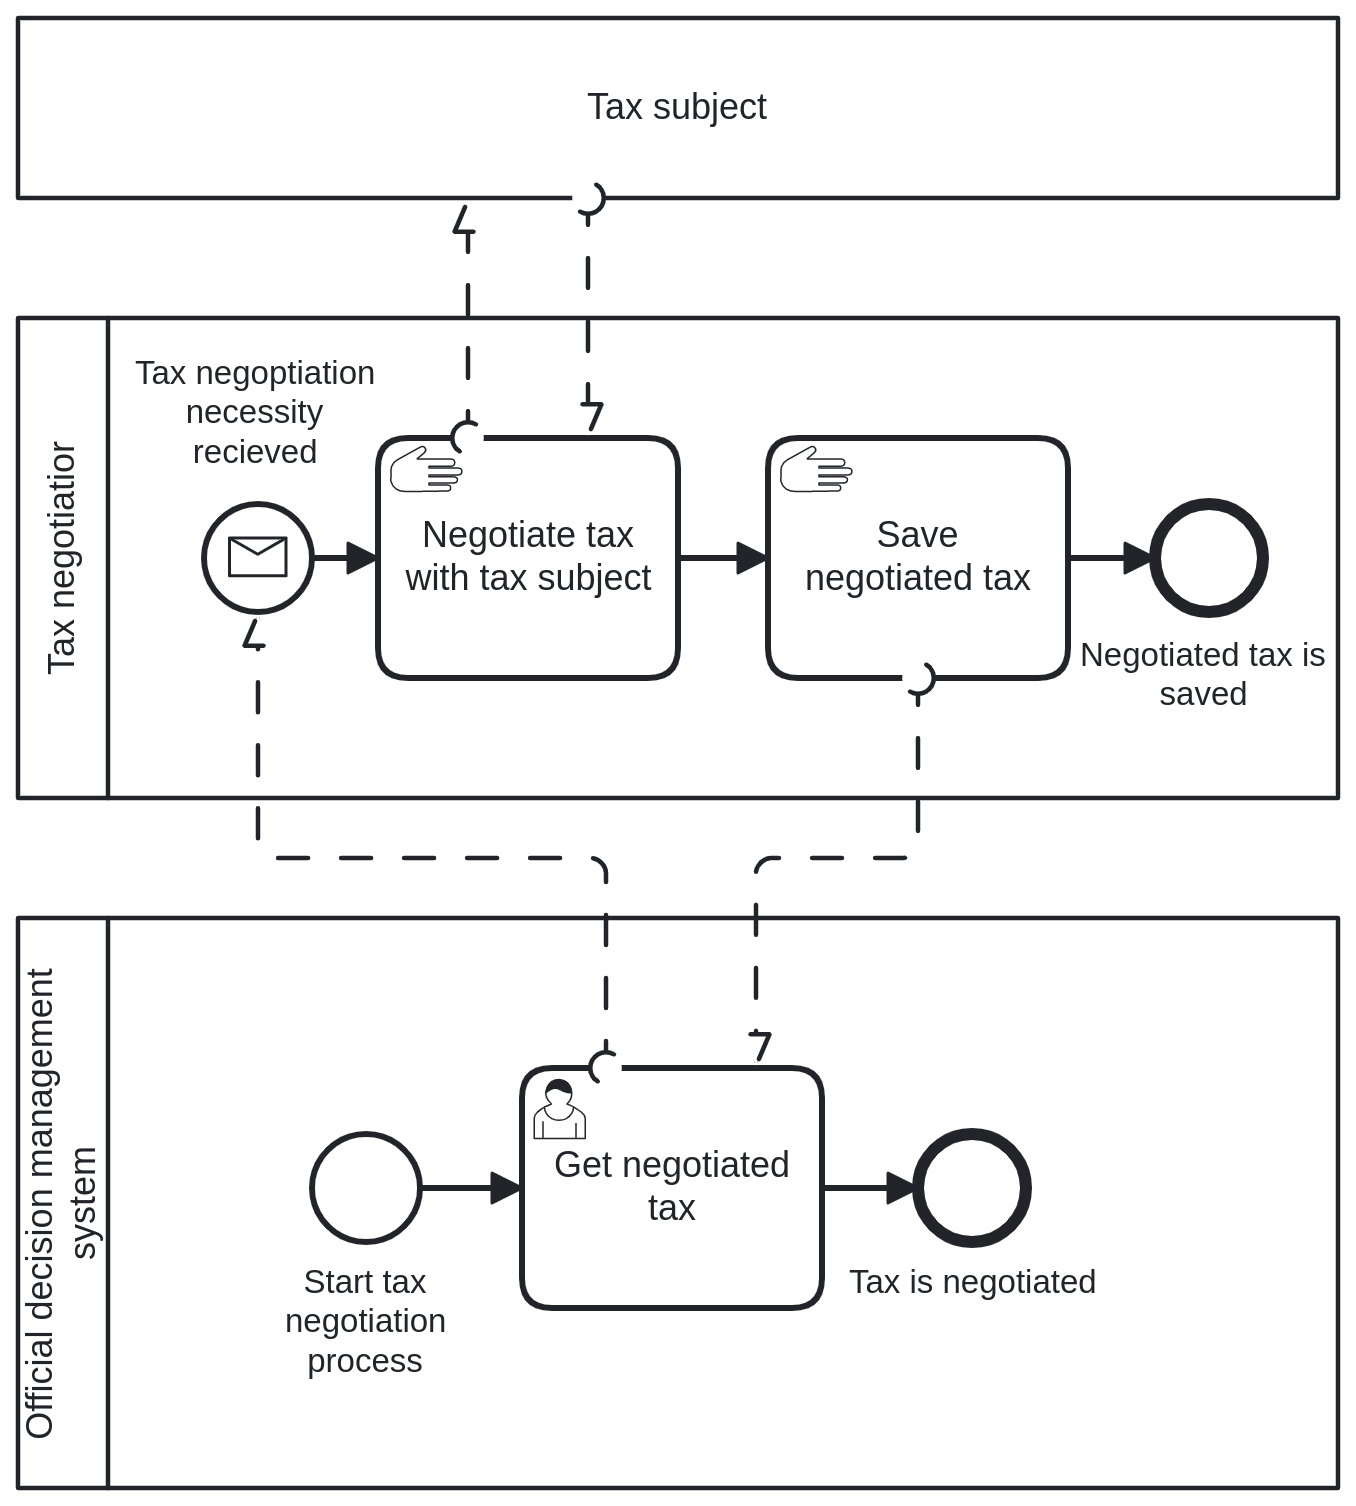 Tax subject
Tax negotiatior
Tax negoptiation
necessity
recieved
Negotiate tax
with tax subject
Save
negotiated tax
Negotiated tax is
saved
Official decision management
system
Start tax
negotiation
process
Get negotiated
tax
Tax is negotiated